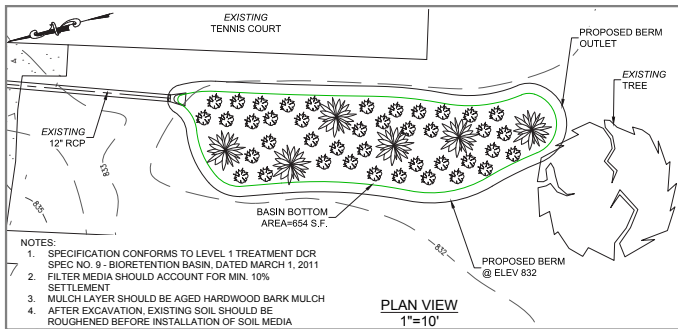 EXISTING
TENNIS COURT
PROPOSED BERM
OUTLET
EXISTING
TREE
EXISTING
12" RCP
833
835
BASIN BOTTOM
AREA=654 S.F.
832
PROPOSED BERM
@ ELEV 832
NOTES:
1. SPECIFICATION CONFORMS TO LEVEL 1 TREATMENT DCR
SPEC NO. 9 - BIORETENTION BASIN, DATED MARCH 1, 2011
2. FILTER MEDIA SHOULD ACCOUNT FOR MIN. 10%
SETTLEMENT
3. MULCH LAYER SHOULD BE AGED HARDWOOD BARK MULCH
4. AFTER EXCAVATION, EXISTING SOIL SHOULD BE
ROUGHENED BEFORE INSTALLATION OF SOIL MEDIA
PLAN VIEW
1"=10'